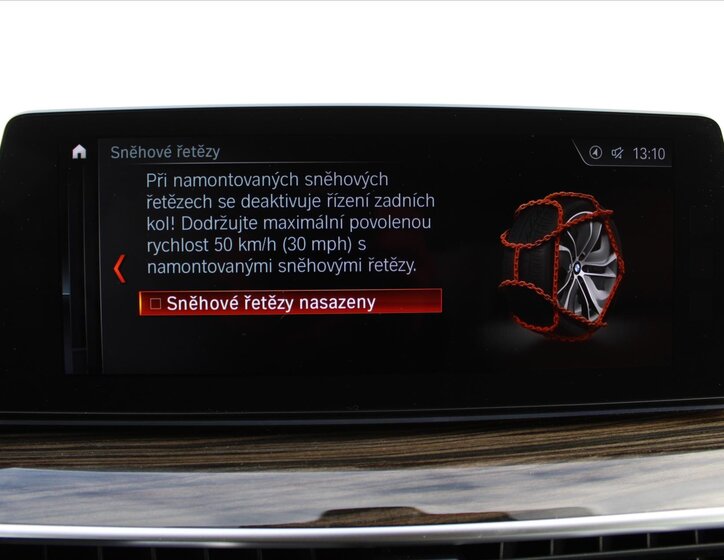 Sněhové řetězy
13:10
Při namontovaných sněhových
řetězech se deaktivuje řízení zadních
kol! Dodržujte maximální povolenou
rychlost 50 km/h (30 mph) s
namontovanými sněhovými řetězy.
Sněhové řetězy nasazeny